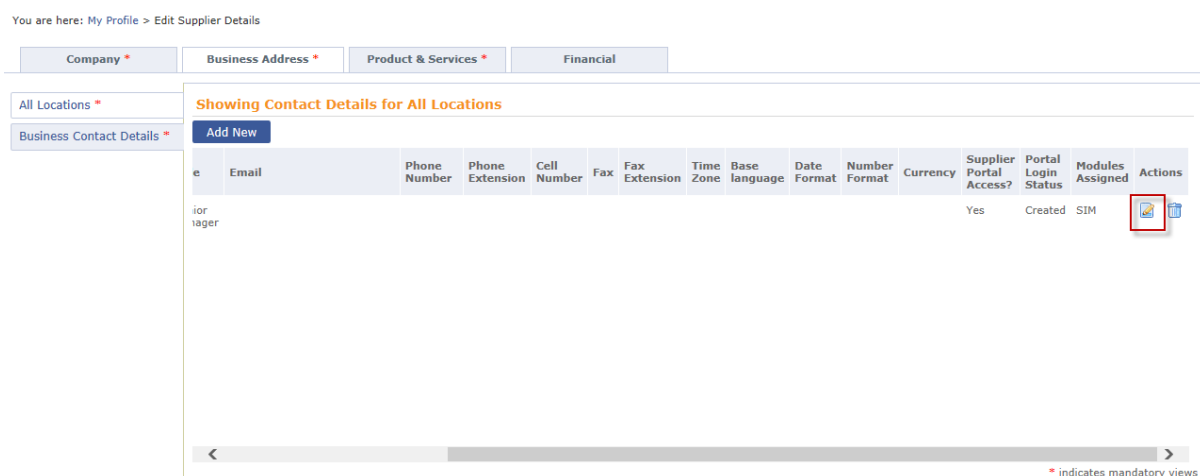 You are here: My Profile > Edit Supplier Details
Company *
Business Address *
Product & Services *
Financial
All Locations *
Business Contact Details *
Showing Contact Details for All Locations
Add New
e
Email
Phone Number
Phone Extension
Cell Number
Fax
Fax Extension
Time Zone
Base language
Date Format
Number Format
Currency
Supplier Portal Access?
Portal Login Status
Modules Assigned
Actions
ior
ager
Yes
Created
SIM
* indicates mandatory views